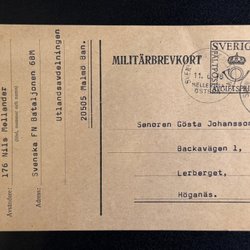 MILITÄRBREVKORT
SVERIGE
Senoren Gösta Johansson
Backavägen 1,
Lerberget,
Höganäs.
Avsändare: 176 Nils Mellander
Adress: Svenska FN Bataljonen 68M
Utlandsavdelningen
20505 Malmö Ban.